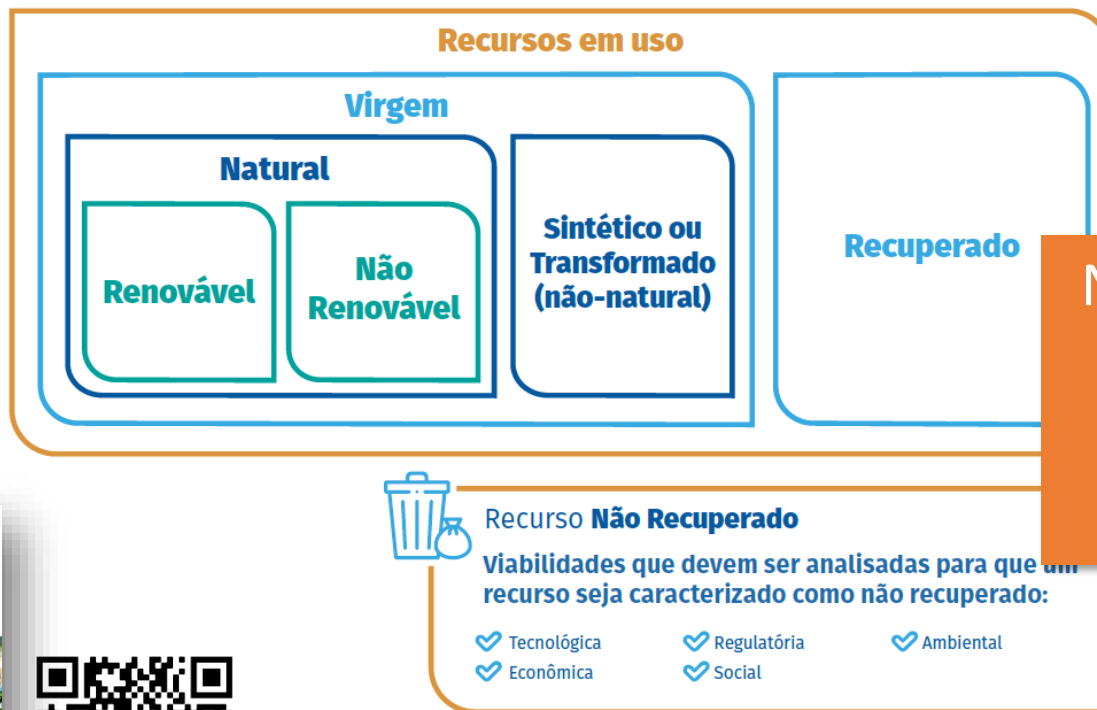 Recursos em uso
Virgem
Natural
Renovável
Não
Renovável
Sintético ou
Transformado
(não-natural)
Recuperado
Recurso Não Recuperado
Viabilidades que devem ser analisadas para que um
recurso seja caracterizado como não recuperado:
Tecnológica
Regulatória
Ambiental
Econômica
Social